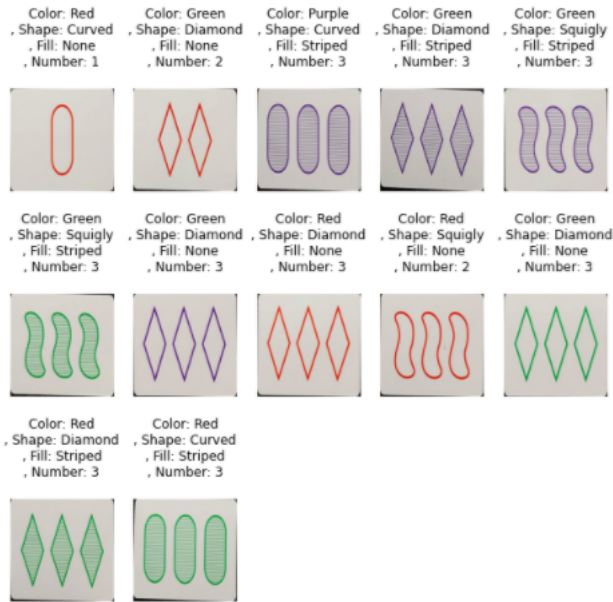 Color: Red
, Shape: Curved
, Fill: None
, Number: 1
Color: Green
, Shape: Diamond
, Fill: None
, Number: 2
Color: Purple
, Shape: Curved
, Fill: Striped
, Number: 3
Color: Green
, Shape: Diamond
, Fill: Striped
, Number: 3
Color: Green
, Shape: Squigly
, Fill: Striped
, Number: 3
Color: Green
, Shape: Squigly
, Fill: Striped
, Number: 3
Color: Green
, Shape: Diamond
, Fill: None
, Number: 3
Color: Red
, Shape: Diamond
, Fill: None
, Number: 3
Color: Red
, Shape: Squigly
, Fill: None
, Number: 2
Color: Green
, Shape: Diamond
, Fill: None
, Number: 3
Color: Red
, Shape: Diamond
, Fill: Striped
, Number: 3
Color: Red
, Shape: Curved
, Fill: Striped
, Number: 3